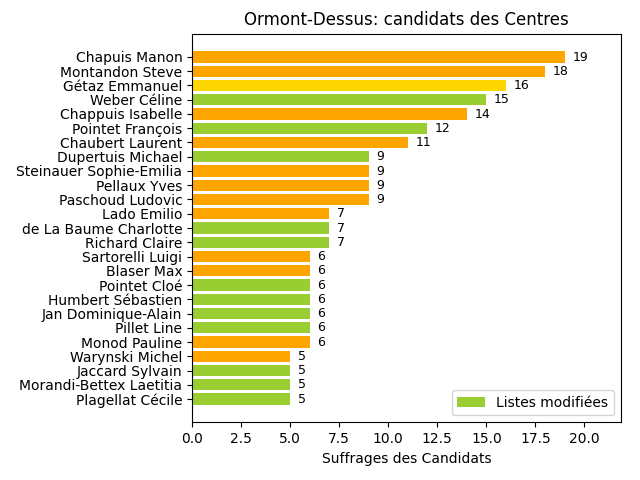 Ormont-Dessus: candidats des Centres
Chapuis Manon 19
Montandon Steve 18
Gétaz Emmanuel 16
Weber Céline 15
Chappuis Isabelle 14
Pointet François 12
Chaubert Laurent 11
Dupertuis Michael 9
Steinauer Sophie-Emilia 9
Pellaux Yves 9
Paschoud Ludovic 9
Lado Emilio 7
de La Baume Charlotte 7
Richard Claire 7
Sartorelli Luigi 6
Blaser Max 6
Pointet Cloé 6
Humbert Sébastien 6
Jan Dominique-Alain 6
Pillet Line 6
Monod Pauline 6
Warynski Michel 5
Jaccard Sylvain 5
Morandi-Bettex Laetitia 5
Plagellat Cécile 5
Listes modifiées
0.0 2.5 5.0 7.5 10.0 12.5 15.0 17.5 20.0
Suffrages des Candidats